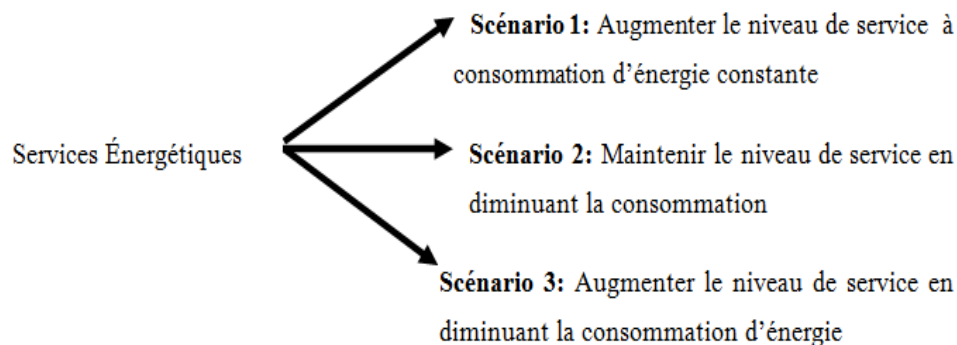 Scénario 1: Augmenter le niveau de service à
consommation d’énergie constante
Services Énergétiques
Scénario 2: Maintenir le niveau de service en
diminuant la consommation
Scénario 3: Augmenter le niveau de service en
diminuant la consommation d’énergie